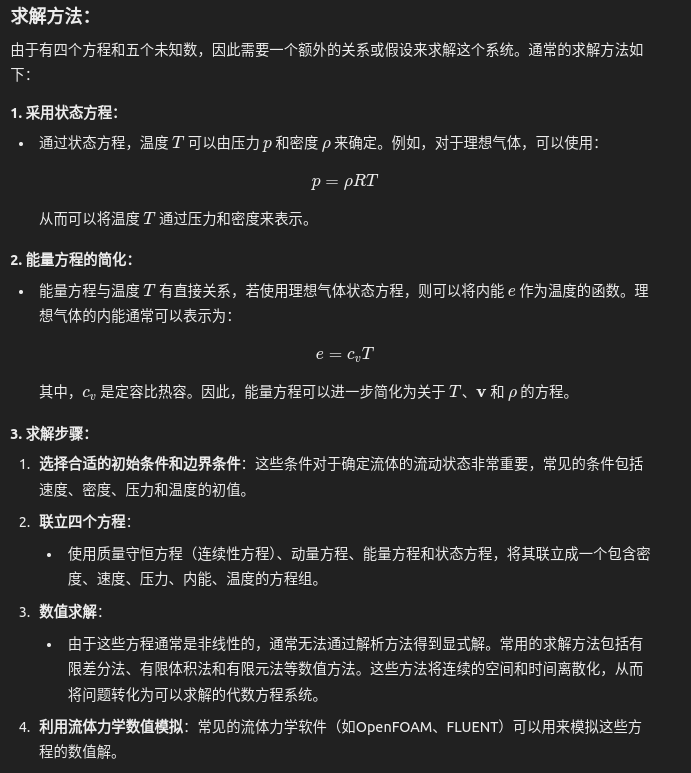 求解方法：
由于有四个方程和五个未知数，因此需要一个额外的关系或假设来求解这个系统。通常的求解方法如
下：
1. 采用状态方程：
• 通过状态方程，温度 T 可以由压力 p 和密度 ρ 来确定。例如，对于理想气体，可以使用：
p = ρRT
从而可以将温度 T 通过压力和密度来表示。
2. 能量方程的简化：
• 能量方程与温度 T 有直接关系，若使用理想气体状态方程，则可以将内能 e 作为温度的函数。理
想气体的内能通常可以表示为：
e = cᵥT
其中，cᵥ 是定容比热容。因此，能量方程可以进一步简化为关于 T、v 和 ρ 的方程。
3. 求解步骤：
1. 选择合适的初始条件和边界条件：这些条件对于确定流体的流动状态非常重要，常见的条件包括
速度、密度、压力和温度的初值。
2. 联立四个方程：
• 使用质量守恒方程（连续性方程）、动量方程、能量方程和状态方程，将其联立成一个包含密
度、速度、压力、内能、温度的方程组。
3. 数值求解：
• 由于这些方程通常是非线性的，通常无法通过解析方法得到显式解。常用的求解方法包括有
限差分法、有限体积法和有限元法等数值方法。这些方法将连续的空间和时间离散化，从而
将问题转化为可以求解的代数方程系统。
4. 利用流体力学数值模拟：常见的流体力学软件（如OpenFOAM、FLUENT）可以用来模拟这些方
程的数值解。